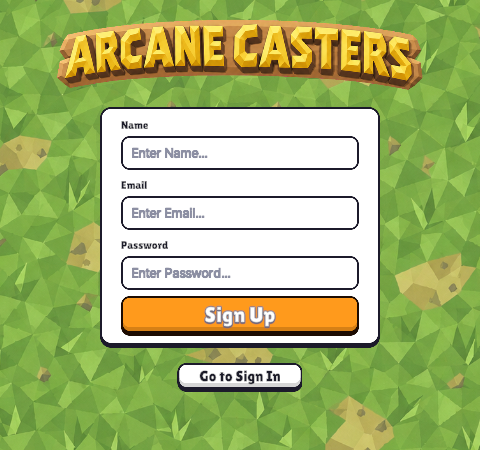 ARCANE CASTERS
Name
Enter Name...
Email
Enter Email...
Password
Enter Password...
Sign Up
Go to Sign In